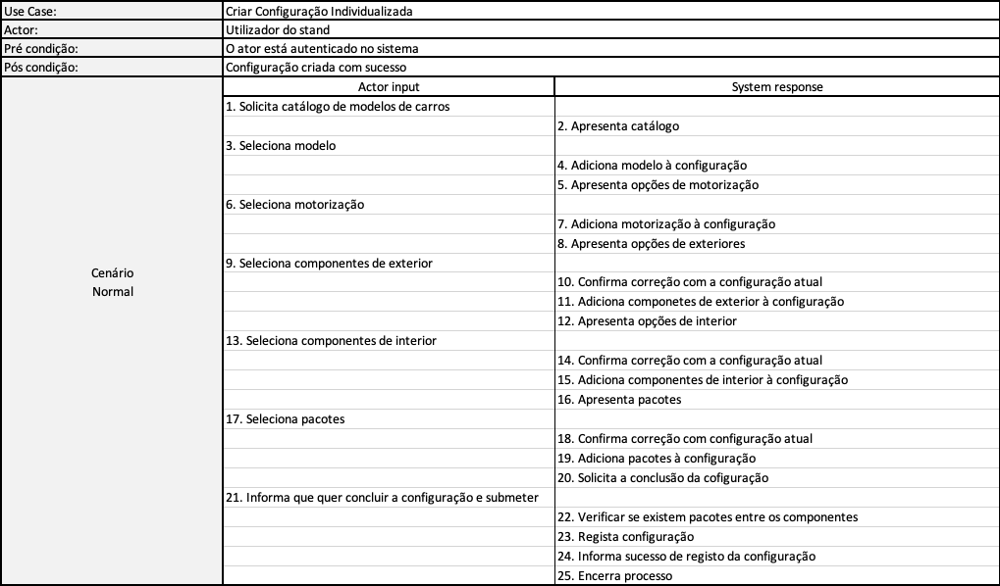 Use Case: Criar Configuração Individualizada
Actor: Utilizador do stand
Pré condição: O ator está autenticado no sistema
Pós condição: Configuração criada com sucesso
Actor input System response
1. Solicita catálogo de modelos de carros
2. Apresenta catálogo
3. Seleciona modelo
4. Adiciona modelo à configuração
5. Apresenta opções de motorização
6. Seleciona motorização
7. Adiciona motorização à configuração
8. Apresenta opções de exteriores
9. Seleciona componentes de exterior
Cenário
Normal
10. Confirma correção com a configuração atual
11. Adiciona componetes de exterior à configuração
12. Apresenta opções de interior
13. Seleciona componentes de interior
14. Confirma correção com a configuração atual
15. Adiciona componentes de interior à configuração
16. Apresenta pacotes
17. Seleciona pacotes
18. Confirma correção com configuração atual
19. Adiciona pacotes à configuração
20. Solicita a conclusão da cofiguração
21. Informa que quer concluir a configuração e submeter
22. Verificar se existem pacotes entre os componentes
23. Regista configuração
24. Informa sucesso de registo da configuração
25. Encerra processo